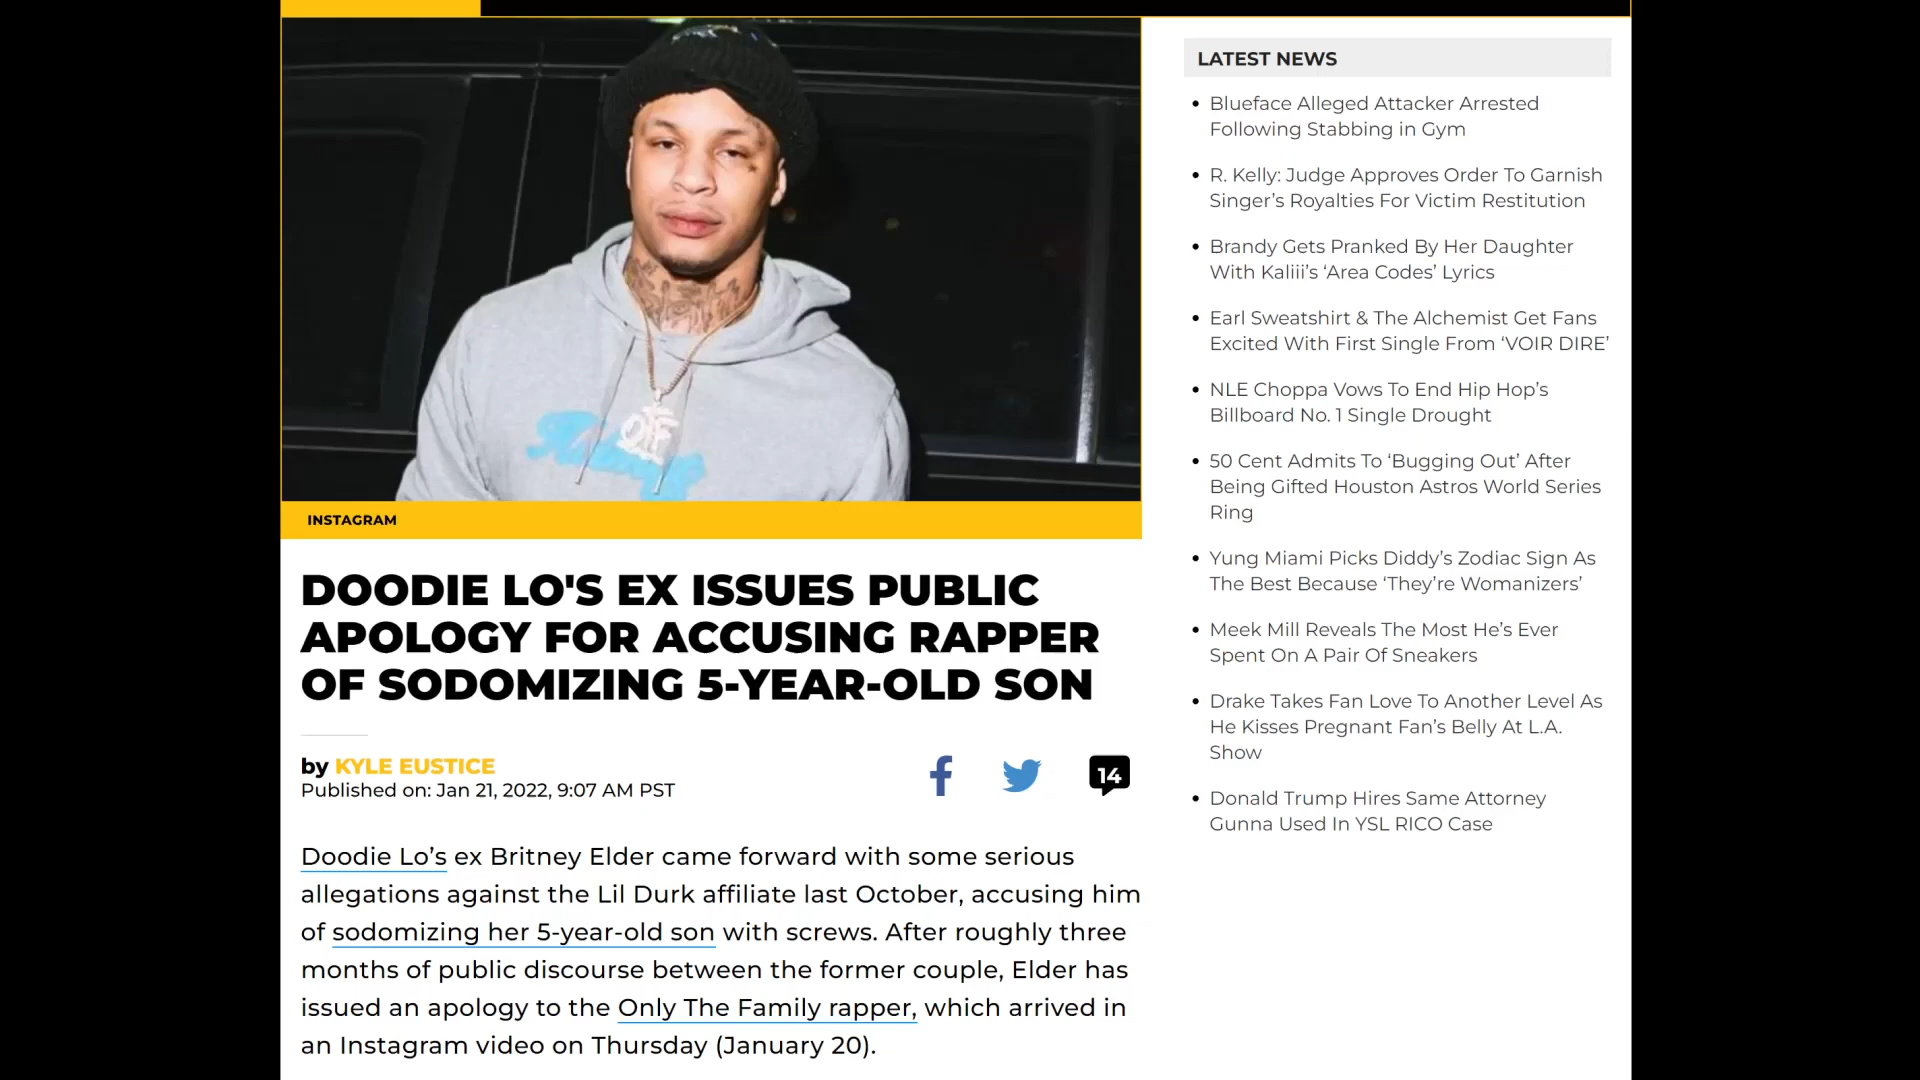 OTF
INSTAGRAM
DOODIE LO'S EX ISSUES PUBLIC
APOLOGY FOR ACCUSING RAPPER
OF SODOMIZING 5-YEAR-OLD SON
by KYLE EUSTICE
Published on: Jan 21, 2022, 9:07 AM PST
14
Doodie Lo’s ex Britney Elder came forward with some serious
allegations against the Lil Durk affiliate last October, accusing him
of sodomizing her 5-year-old son with screws. After roughly three
months of public discourse between the former couple, Elder has
issued an apology to the Only The Family rapper, which arrived in
an Instagram video on Thursday (January 20).
LATEST NEWS
Blueface Alleged Attacker Arrested
Following Stabbing in Gym
R. Kelly: Judge Approves Order To Garnish
Singer’s Royalties For Victim Restitution
Brandy Gets Pranked By Her Daughter
With Kaliii’s ‘Area Codes’ Lyrics
Earl Sweatshirt & The Alchemist Get Fans
Excited With First Single From ‘VOIR DIRE’
NLE Choppa Vows To End Hip Hop’s
Billboard No. 1 Single Drought
50 Cent Admits To ‘Bugging Out’ After
Being Gifted Houston Astros World Series
Ring
Yung Miami Picks Diddy’s Zodiac Sign As
The Best Because ‘They’re Womanizers’
Meek Mill Reveals The Most He’s Ever
Spent On A Pair Of Sneakers
Drake Takes Fan Love To Another Level As
He Kisses Pregnant Fan’s Belly At L.A.
Show
Donald Trump Hires Same Attorney
Gunna Used In YSL RICO Case